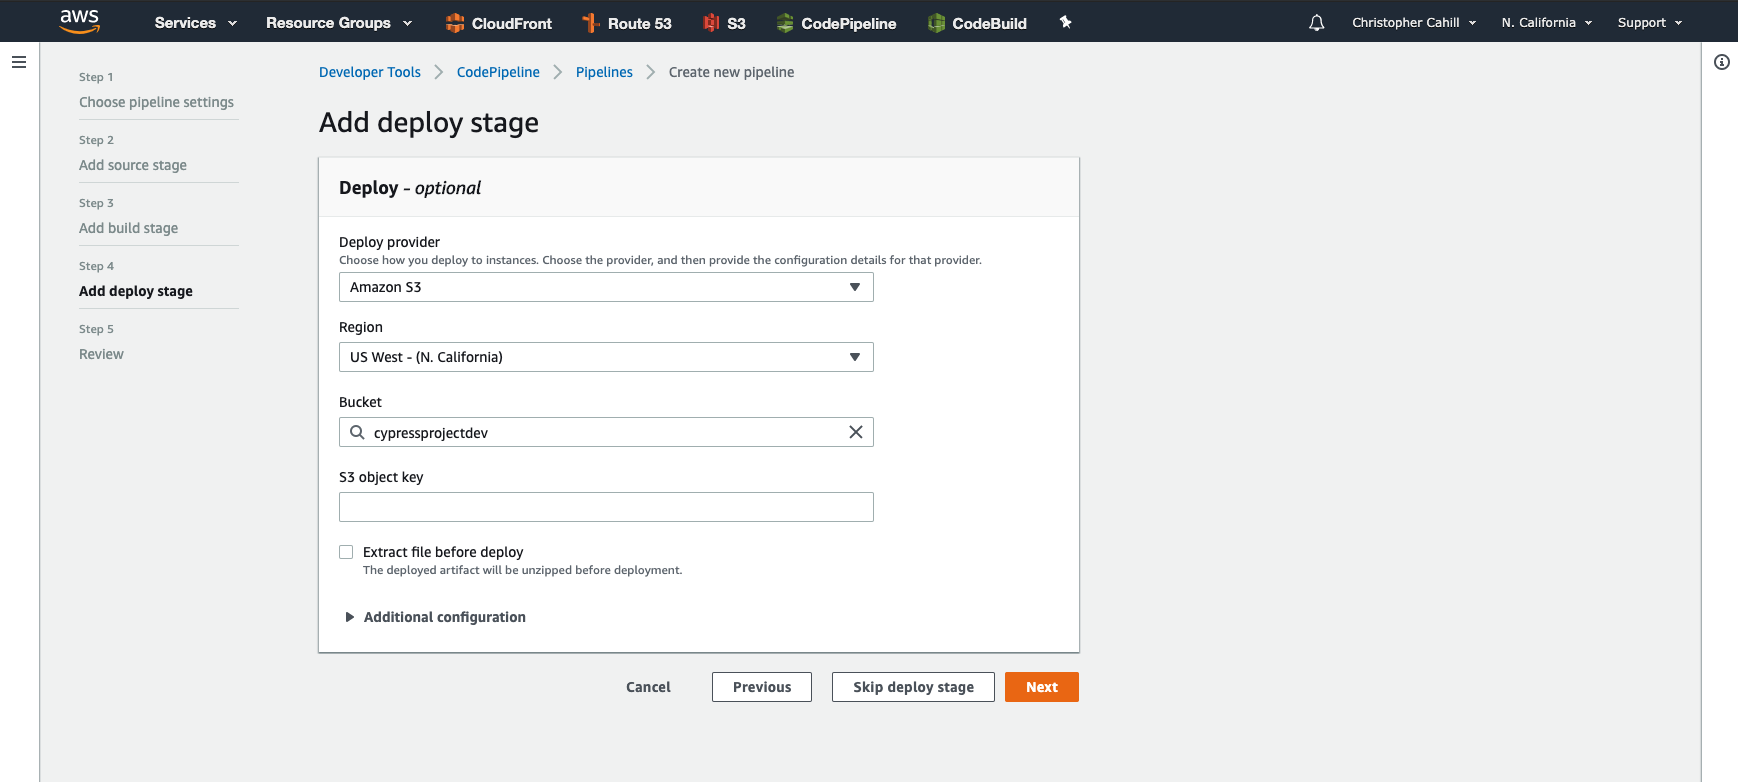 aws Services Resource Groups CloudFront Route 53 S3 CodePipeline CodeBuild Christopher Cahill N. California Support
Step 1
Choose pipeline settings
Step 2
Add source stage
Step 3
Add build stage
Step 4
Add deploy stage
Step 5
Review
Developer Tools CodePipeline Pipelines Create new pipeline
Add deploy stage
Deploy - optional
Deploy provider
Choose how you deploy to instances. Choose the provider, and then provide the configuration details for that provider.
Amazon S3
Region
US West - (N. California)
Bucket
cypressprojectdev
S3 object key
Extract file before deploy
The deployed artifact will be unzipped before deployment.
Additional configuration
Cancel Previous Skip deploy stage Next